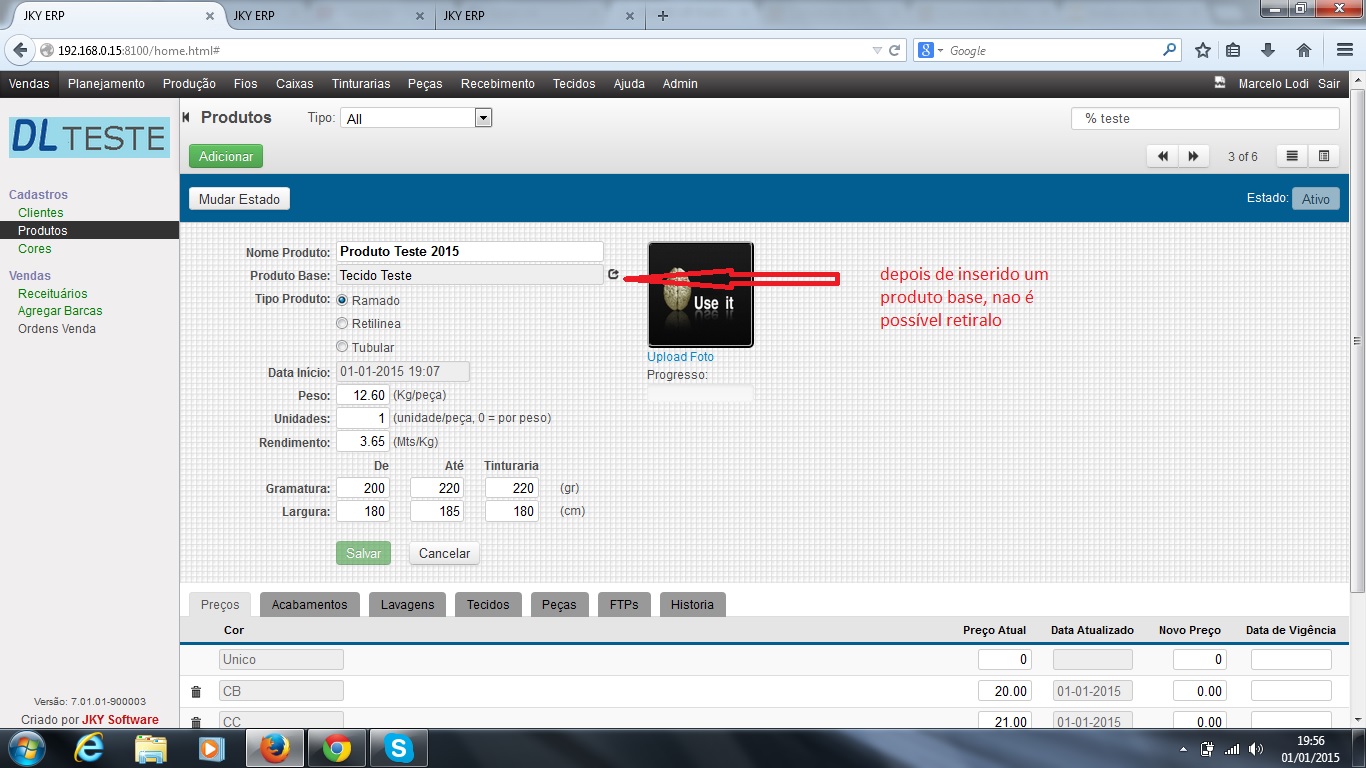 JKY ERP
JKY ERP
JKY ERP
192.168.0.15:8100/home.html#
Google
Vendas Planejamento Produção Fios Caixas Tinturarias Peças Recebimento Tecidos Ajuda Admin Marcelo Lodi Sair
DL TESTE
Produtos Tipo: All % teste
Adicionar 3 of 6
Cadastros
Clientes
Produtos
Cores
Vendas
Receituários
Agregar Barcas
Ordens Venda
Mudar Estado Estado: Ativo
Nome Produto: Produto Teste 2015
Produto Base: Tecido Teste
Tipo Produto: Ramado
Retilinea
Tubular
Data Início: 01-01-2015 19:07
Peso: 12.60 (Kg/peça)
Unidades: 1 (unidade/peça, 0 = por peso)
Rendimento: 3.65 (Mts/Kg)
De Até Tinturaria
Gramatura: 200 220 220 (gr)
Largura: 180 185 180 (cm)
Salvar Cancelar
Use it
Upload Foto
Progresso:
depois de inserido um
produto base, nao é
possível retiralo
Preços Acabamentos Lavagens Tecidos Peças FTPs Historia
Cor Preço Atual Data Atualizado Novo Preço Data de Vigência
Unico 0 0
CB 20.00 01-01-2015 0.00
CC 21.00 01-01-2015 0.00
Versão: 7.01.01-900003
Criado por JKY Software
19:56
01/01/2015